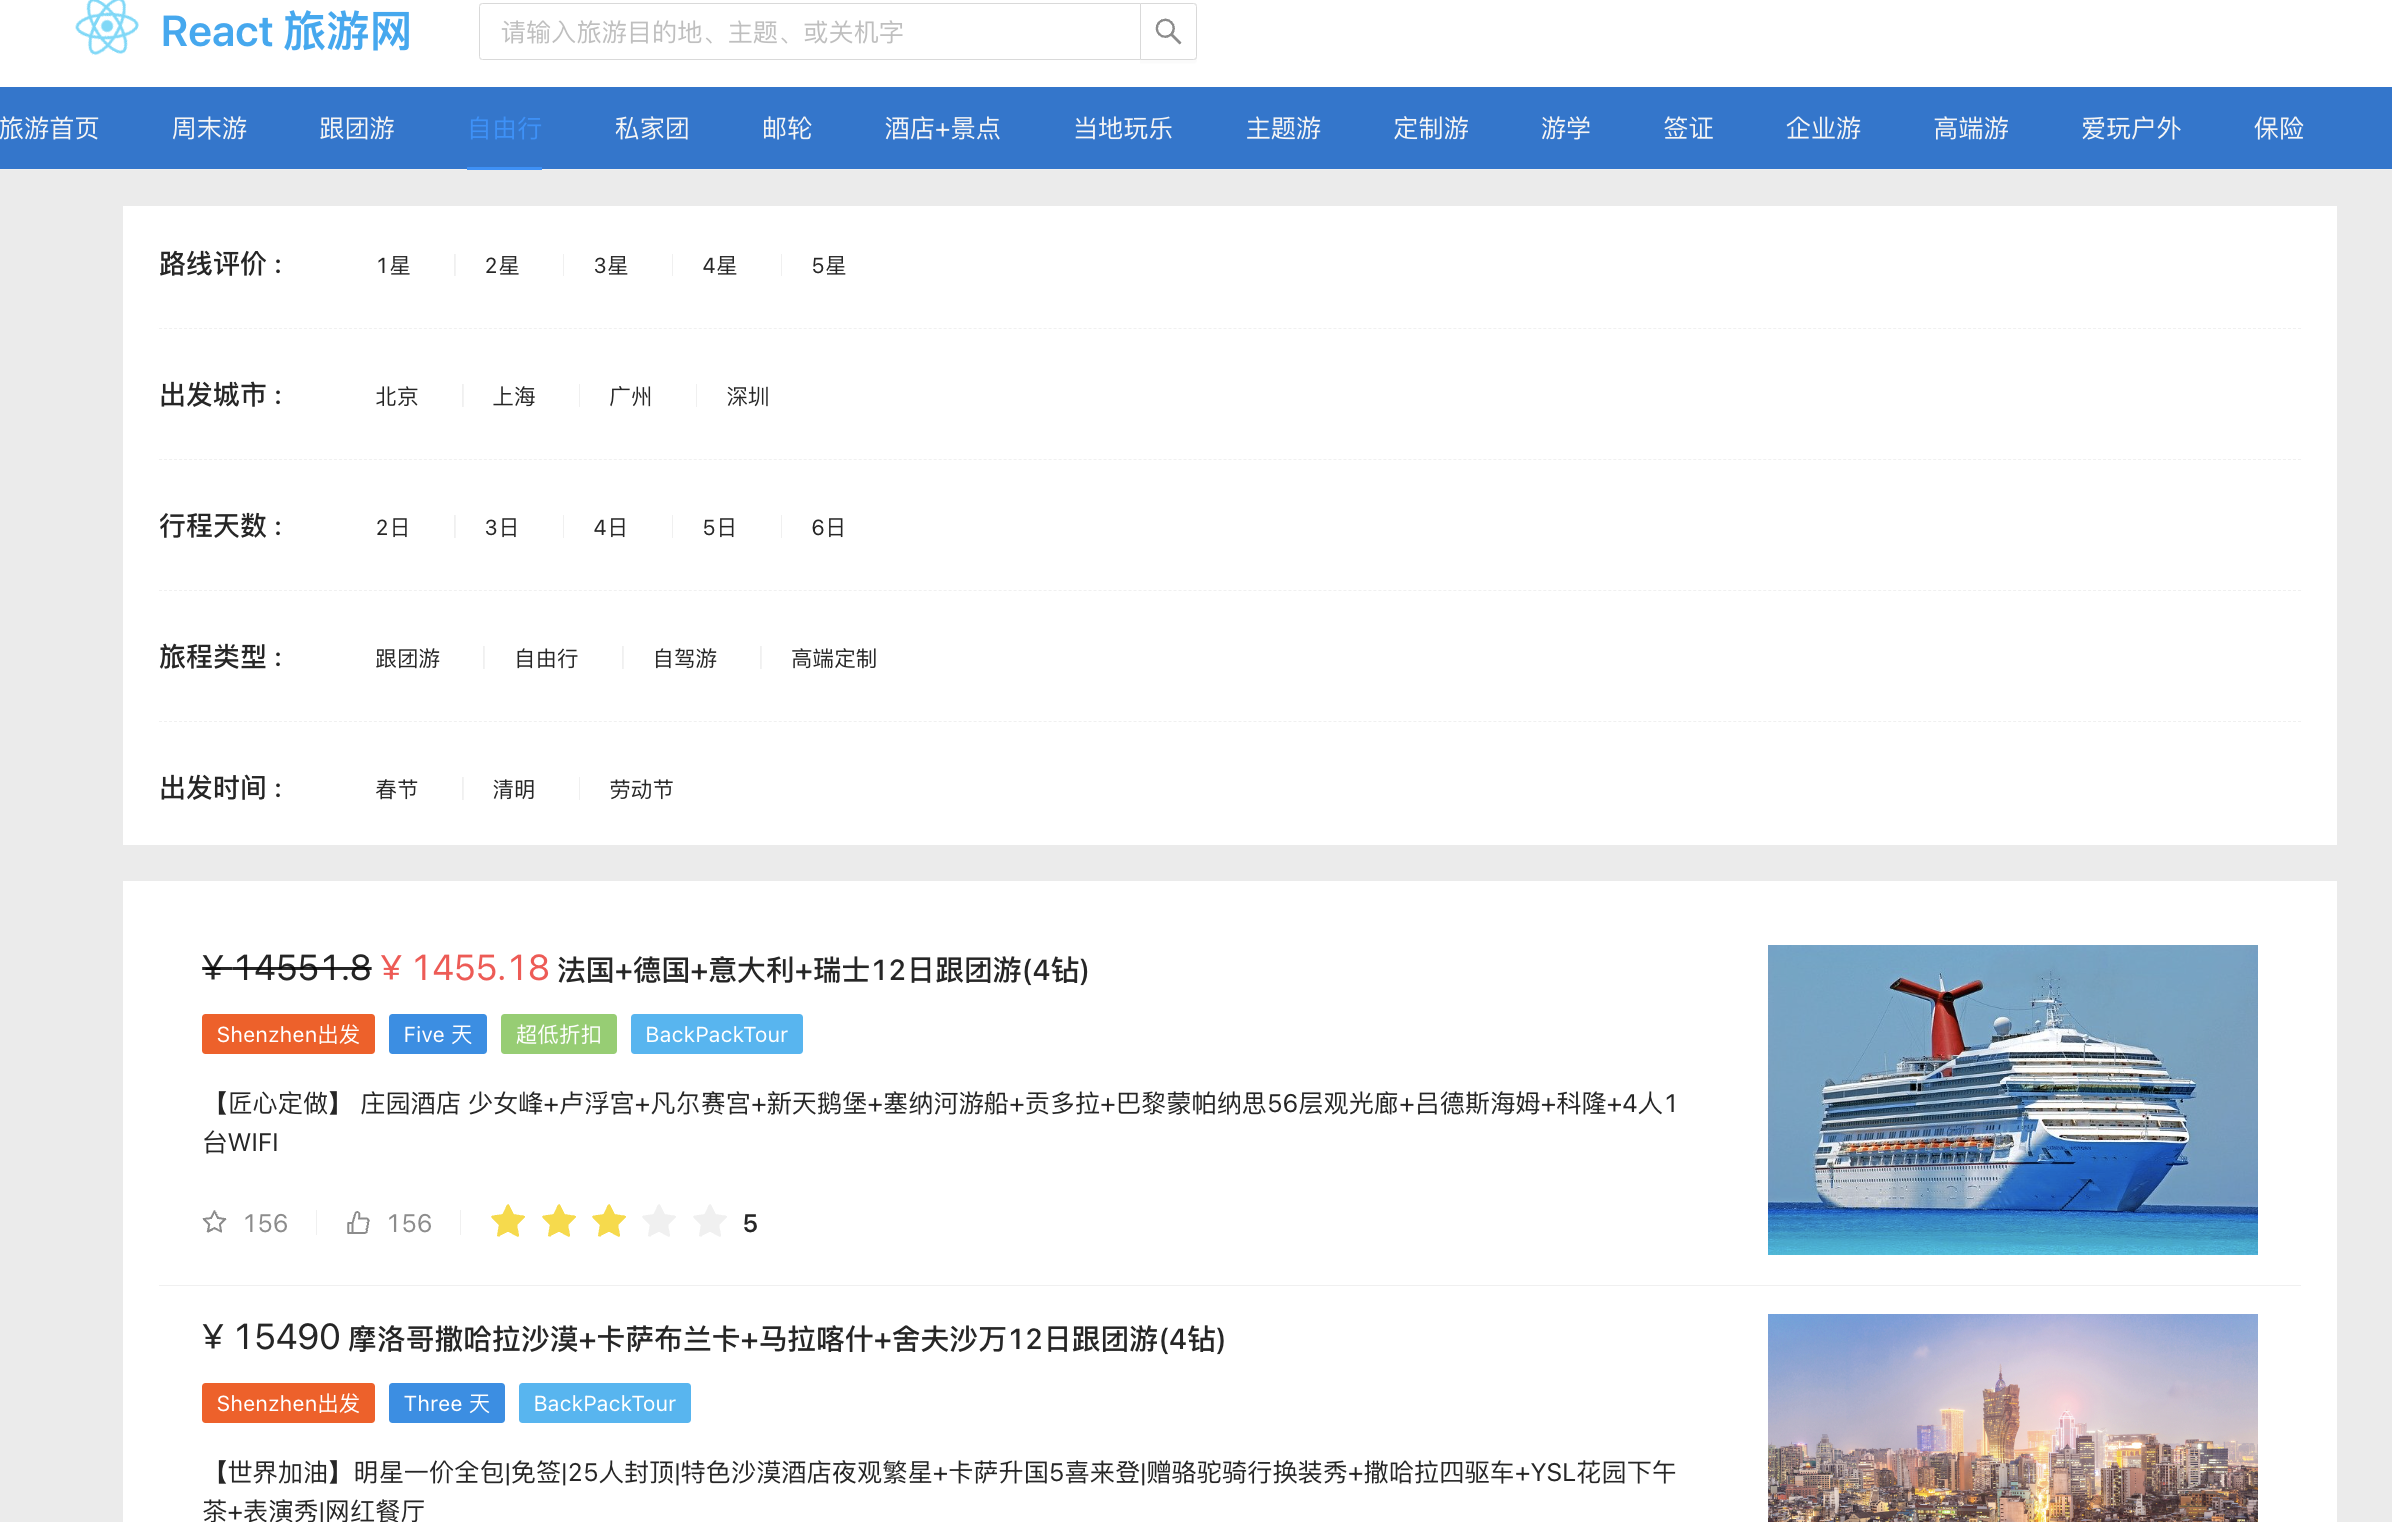 React 旅游网
请输入旅游目的地、主题、或关机字
旅游首页 周末游 跟团游 自由行 私家团 邮轮 酒店+景点 当地玩乐 主题游 定制游 游学 签证 企业游 高端游 爱玩户外 保险
路线评价 : 1星 2星 3星 4星 5星
出发城市 : 北京 上海 广州 深圳
行程天数 : 2日 3日 4日 5日 6日
旅程类型 : 跟团游 自由行 自驾游 高端定制
出发时间 : 春节 清明 劳动节
¥ 14551.8 ¥ 1455.18 法国+德国+意大利+瑞士12日跟团游(4钻)
Shenzhen出发 Five 天 超低折扣 BackPackTour
【匠心定做】 庄园酒店 少女峰+卢浮宫+凡尔赛宫+新天鹅堡+塞纳河游船+贡多拉+巴黎蒙帕纳思56层观光廊+吕德斯海姆+科隆+4人1
台WIFI
156 156 5
¥ 15490 摩洛哥撒哈拉沙漠+卡萨布兰卡+马拉喀什+舍夫沙万12日跟团游(4钻)
Shenzhen出发 Three 天 BackPackTour
【世界加油】明星一价全包|免签|25人封顶|特色沙漠酒店夜观繁星+卡萨升国5喜来登|赠骆驼骑行换装秀+撒哈拉四驱车+YSL花园下午
茶+表演秀|网红餐厅